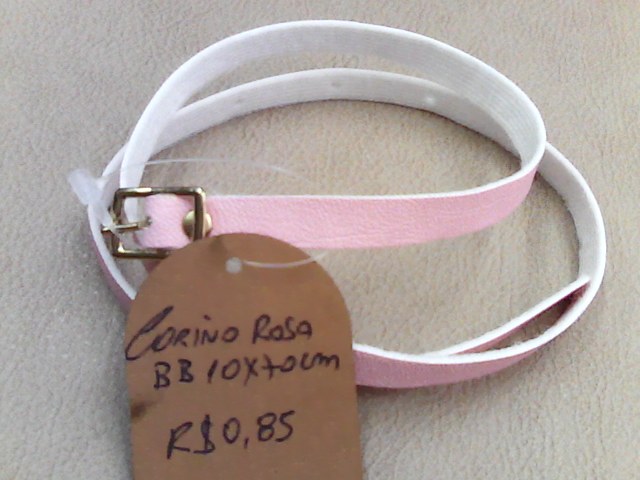 Corino Rosa
BB 10X70cm
R$0,85